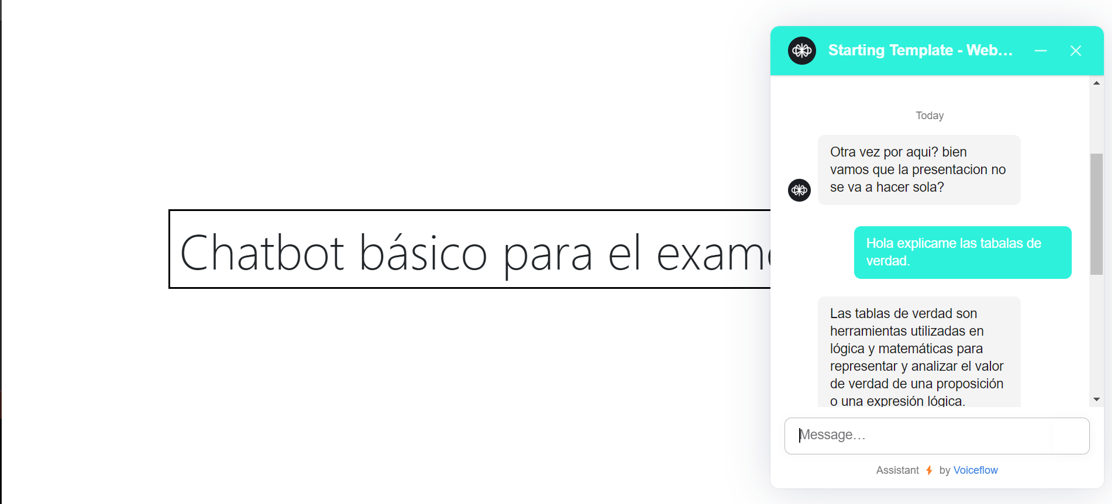 Chatbot básico para el exam
Starting Template - Web...
Today
Otra vez por aqui? bien
vamos que la presentacion no
se va a hacer sola?
Hola explicame las tabalas de
verdad.
Las tablas de verdad son
herramientas utilizadas en
lógica y matemáticas para
representar y analizar el valor
de verdad de una proposición
o una expresión lógica.
Message...
Assistant by Voiceflow